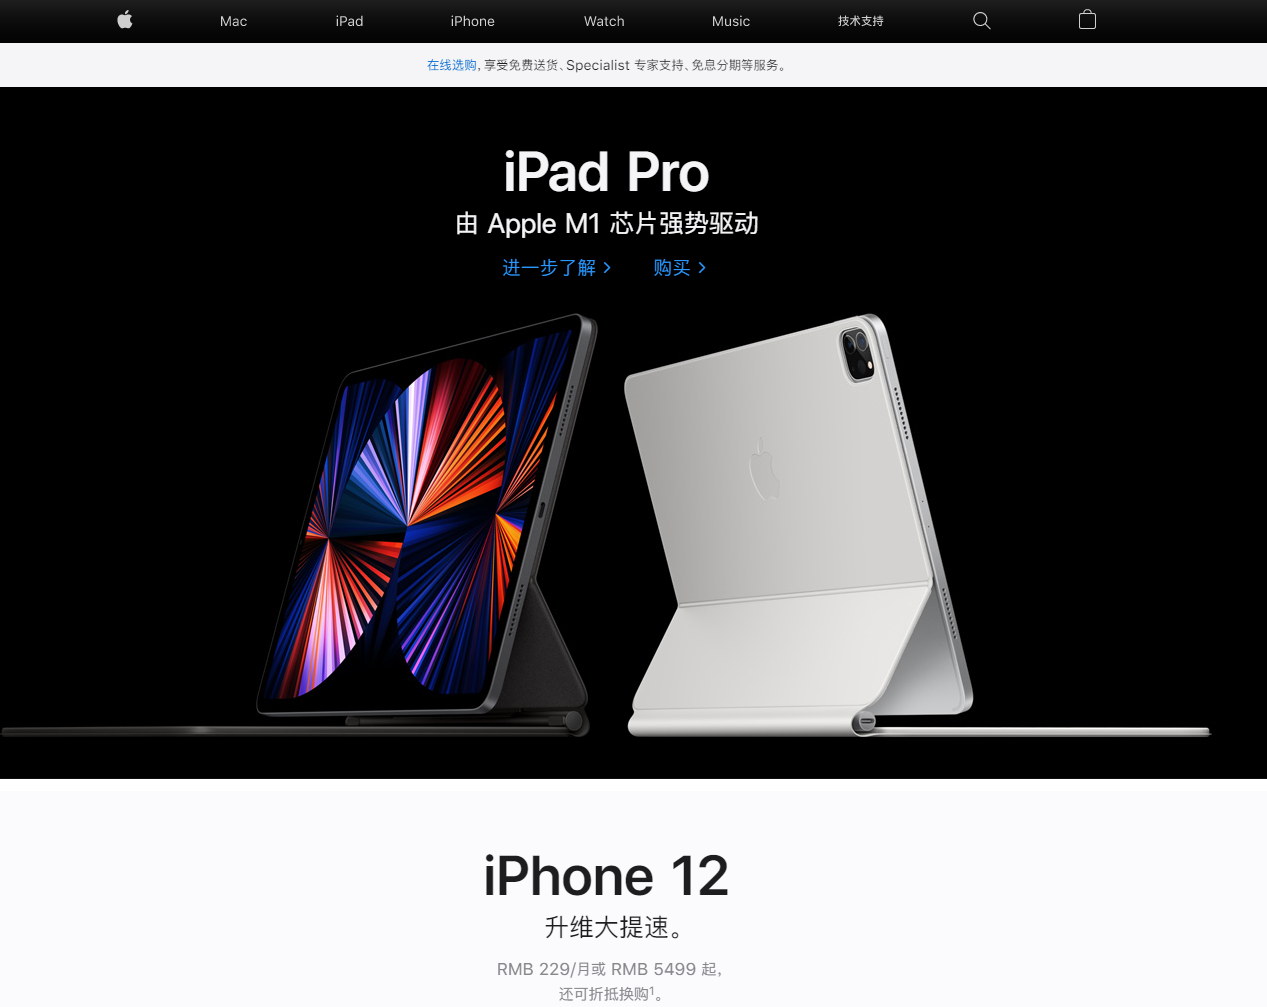 Mac iPad iPhone Watch Music 技术支持
在线选购，享受免费送货、Specialist 专家支持、免息分期等服务。
iPad Pro
由 Apple M1 芯片强势驱动
进一步了解 > 购买 >
iPhone 12
升维大提速。
RMB 229/月或 RMB 5499 起，
还可折抵换购¹。